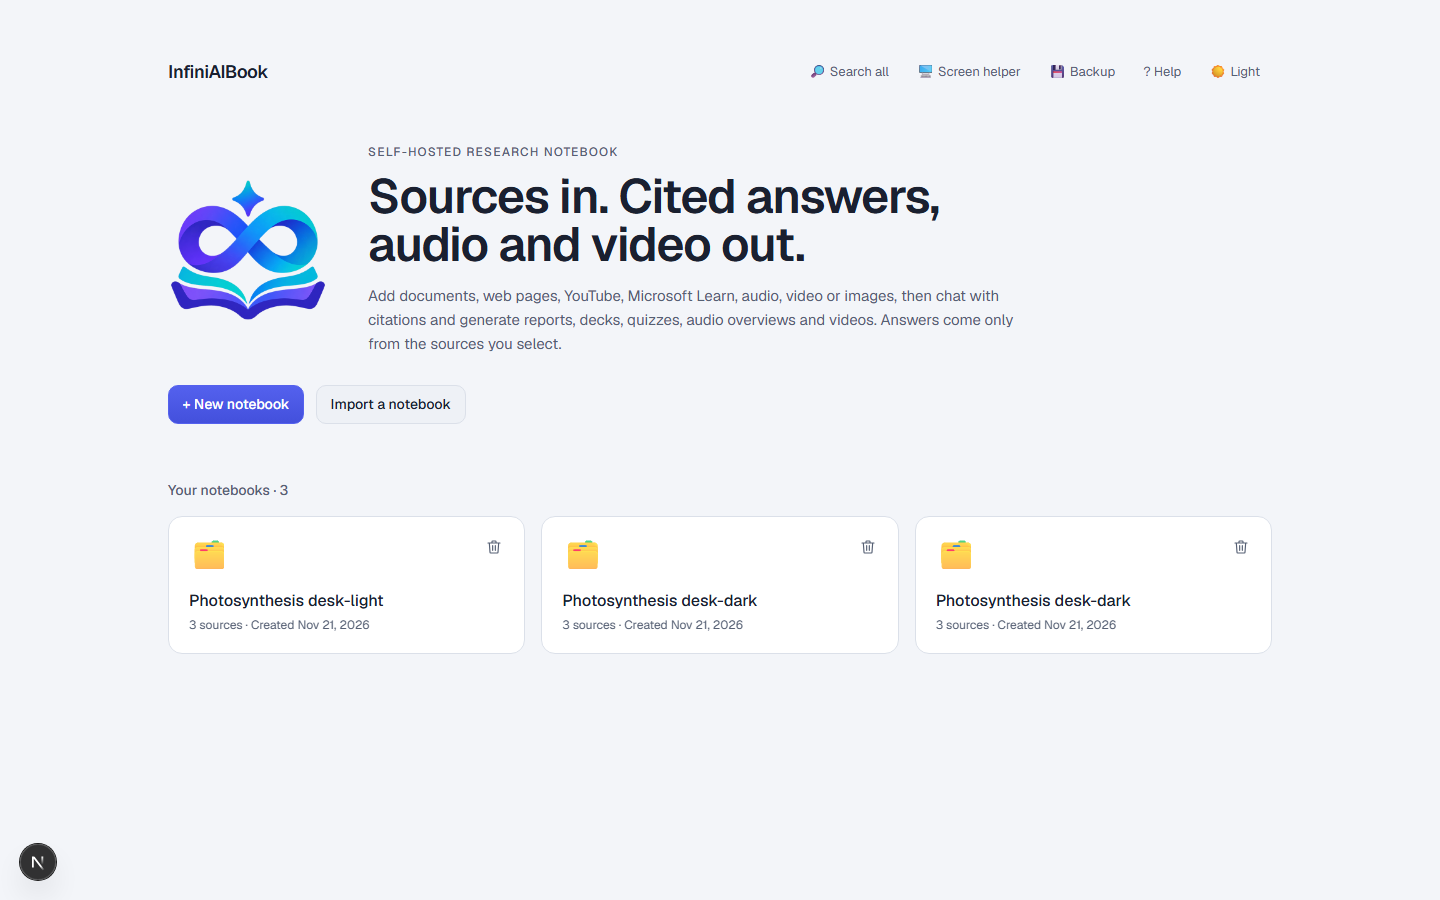 InfiniAIBook
Search all
Screen helper
Backup
? Help
Light
SELF-HOSTED RESEARCH NOTEBOOK
Sources in. Cited answers,
audio and video out.
Add documents, web pages, YouTube, Microsoft Learn, audio, video or images, then chat with
citations and generate reports, decks, quizzes, audio overviews and videos. Answers come only
from the sources you select.
+ New notebook
Import a notebook
Your notebooks · 3
Photosynthesis desk-light
3 sources · Created Nov 21, 2026
Photosynthesis desk-dark
3 sources · Created Nov 21, 2026
Photosynthesis desk-dark
3 sources · Created Nov 21, 2026
N